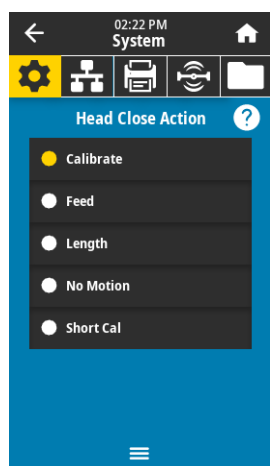 02:22 PM
System
Head Close Action ?
Calibrate
Feed
Length
No Motion
Short Cal